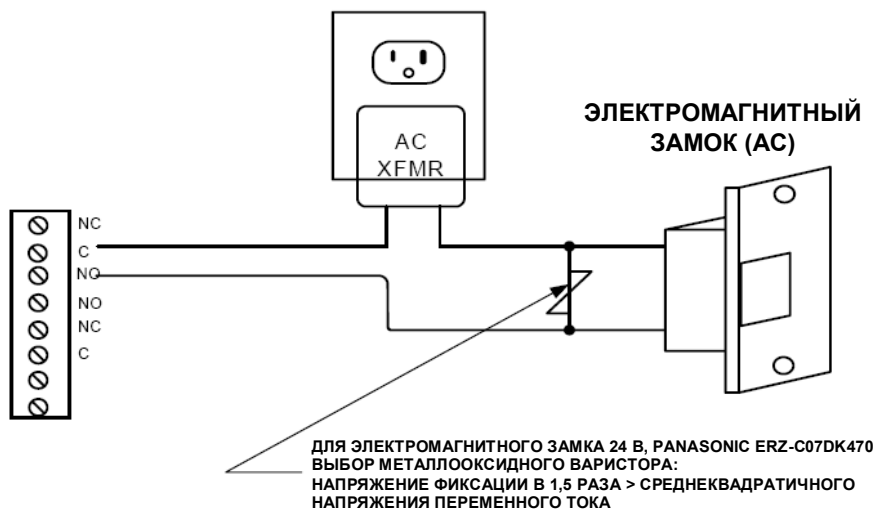 AC
XFMR
ЭЛЕКТРОМАГНИТНЫЙ
ЗАМОК (AC)
NC
C
NO
NO
NC
C
ДЛЯ ЭЛЕКТРОМАГНИТНОГО ЗАМКА 24 В, PANASONIC ERZ-C07DK470
ВЫБОР МЕТАЛЛООКСИДНОГО ВАРИСТОРА:
НАПРЯЖЕНИЕ ФИКСАЦИИ В 1,5 РАЗА > СРЕДНЕКВАДРАТИЧНОГО
НАПРЯЖЕНИЯ ПЕРЕМЕННОГО ТОКА